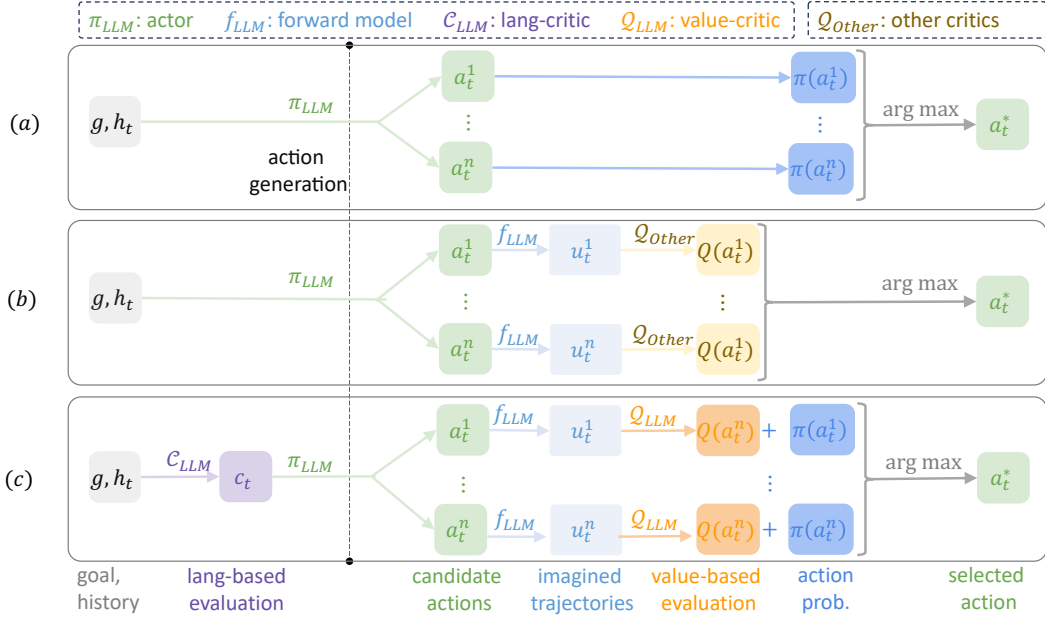 π_LLM: actor f_LLM: forward model C_LLM: lang-critic Q_LLM: value-critic Q_Other: other critics
(a)
g, h_t
π_LLM
action
generation
a_t^1
⋮
a_t^n
π(a_t^1)
⋮
π(a_t^n)
arg max
a_t^*
(b)
g, h_t
π_LLM
a_t^1 f_LLM u_t^1 Q_Other Q(a_t^1)
⋮ ⋮
a_t^n f_LLM u_t^n Q_Other Q(a_t^1)
arg max
a_t^*
(c)
g, h_t
C_LLM
c_t
π_LLM
a_t^1 f_LLM u_t^1 Q_LLM Q(a_t^n) + π(a_t^1)
⋮ ⋮
a_t^n f_LLM u_t^n Q_LLM Q(a_t^n) + π(a_t^n)
arg max
a_t^*
goal,
history
lang-based
evaluation
candidate
actions
imagined
trajectories
value-based
evaluation
action
prob.
selected
action